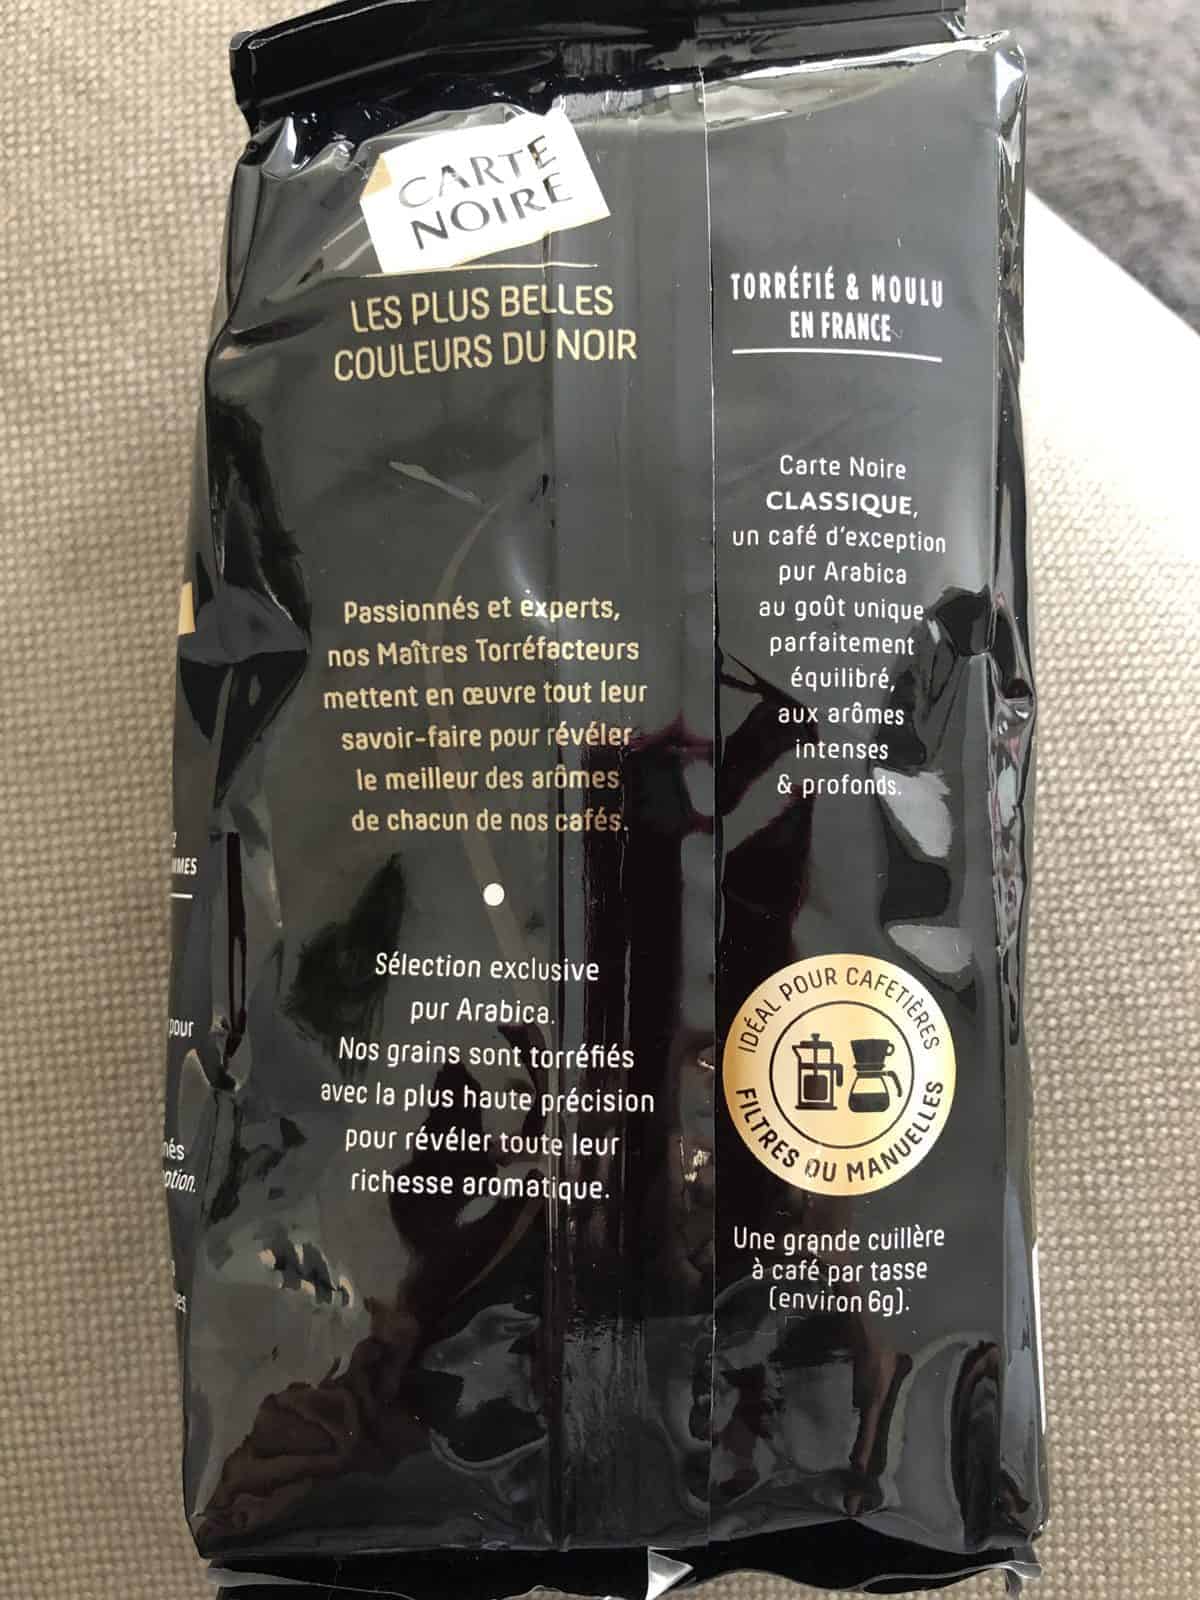 CARTE
NOIRE
LES PLUS BELLES
COULEURS DU NOIR
Passionnés et experts,
nos Maîtres Torréfacteurs
mettent en œuvre tout leur
savoir-faire pour révéler
le meilleur des arômes
de chacun de nos cafés.
Sélection exclusive
pur Arabica.
Nos grains sont torréfiés
avec la plus haute précision
pour révéler toute leur
richesse aromatique.
TORRÉFIÉ & MOULU
EN FRANCE
Carte Noire
CLASSIQUE,
un café d'exception
pur Arabica
au goût unique
parfaitement
équilibré,
aux arômes
intenses
& profonds.
IDÉAL POUR CAFETIÈRES
FILTRES OU MANUELLES
Une grande cuillère
à café par tasse
(environ 6g).
pour